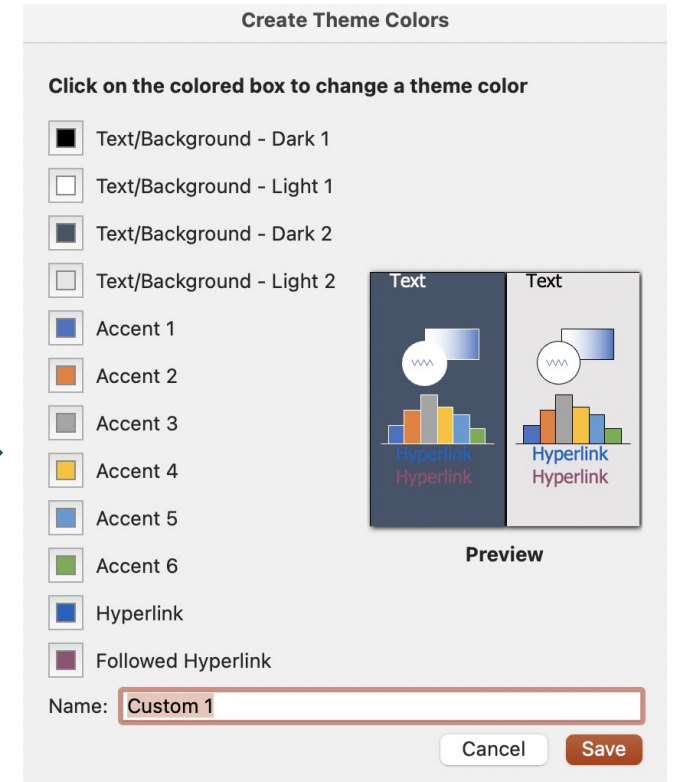 Create Theme Colors
Click on the colored box to change a theme color
Text/Background - Dark 1
Text/Background - Light 1
Text/Background - Dark 2
Text/Background - Light 2
Accent 1
Accent 2
Accent 3
Accent 4
Accent 5
Accent 6
Hyperlink
Followed Hyperlink
Text Text
Hyperlink Hyperlink
Hyperlink Hyperlink
Preview
Name: Custom 1
Cancel Save